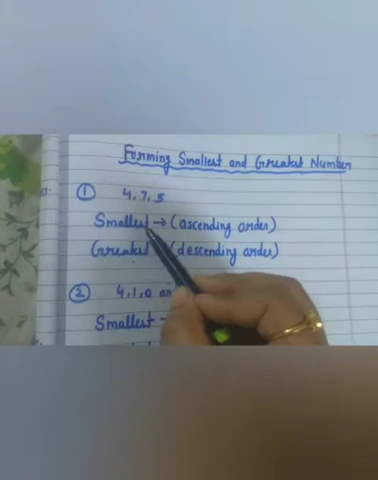 Forming Smallest and Greatest Number
① 4, 7, 5
Smallest → (ascending order)
Greatest (descending order)
② 4, 1, 0
Smallest →